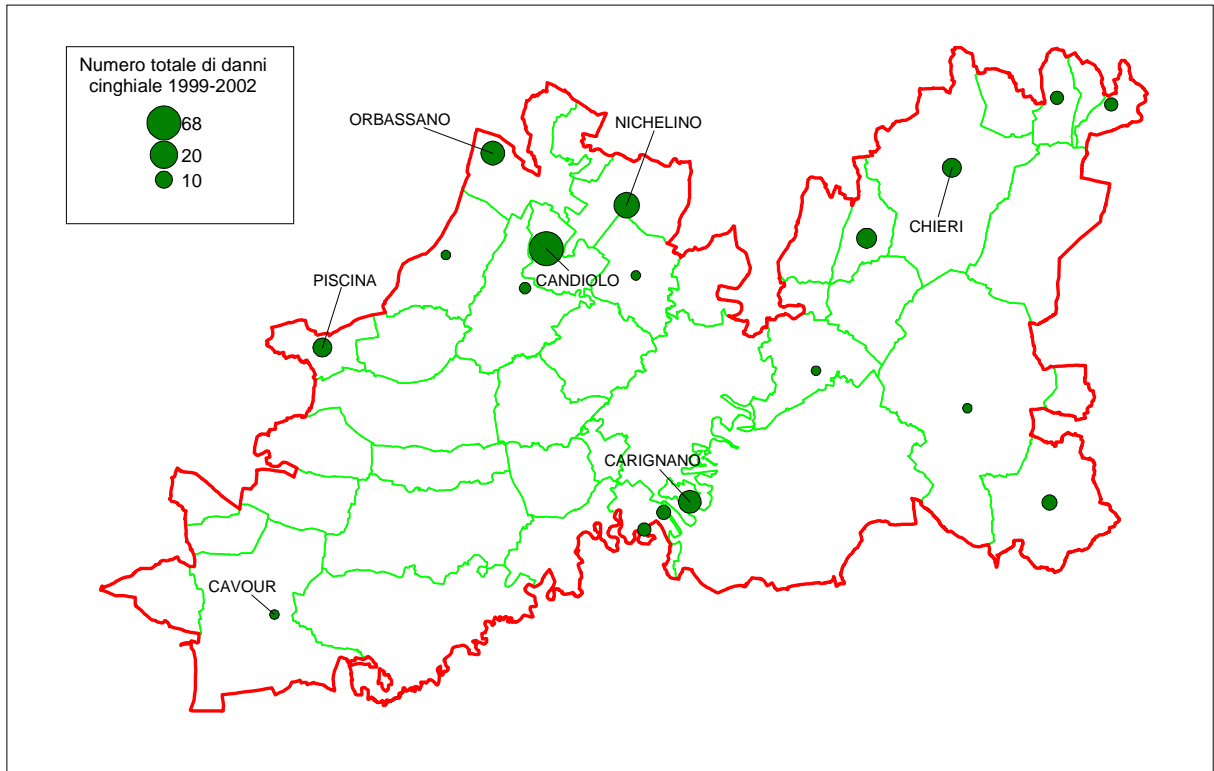 Numero totale di danni
cinghiale 1999-2002
68
20
10
ORBASSANO
NICHELINO
CHIERI
PISCINA
CANDIOLO
CARIGNANO
CAVOUR